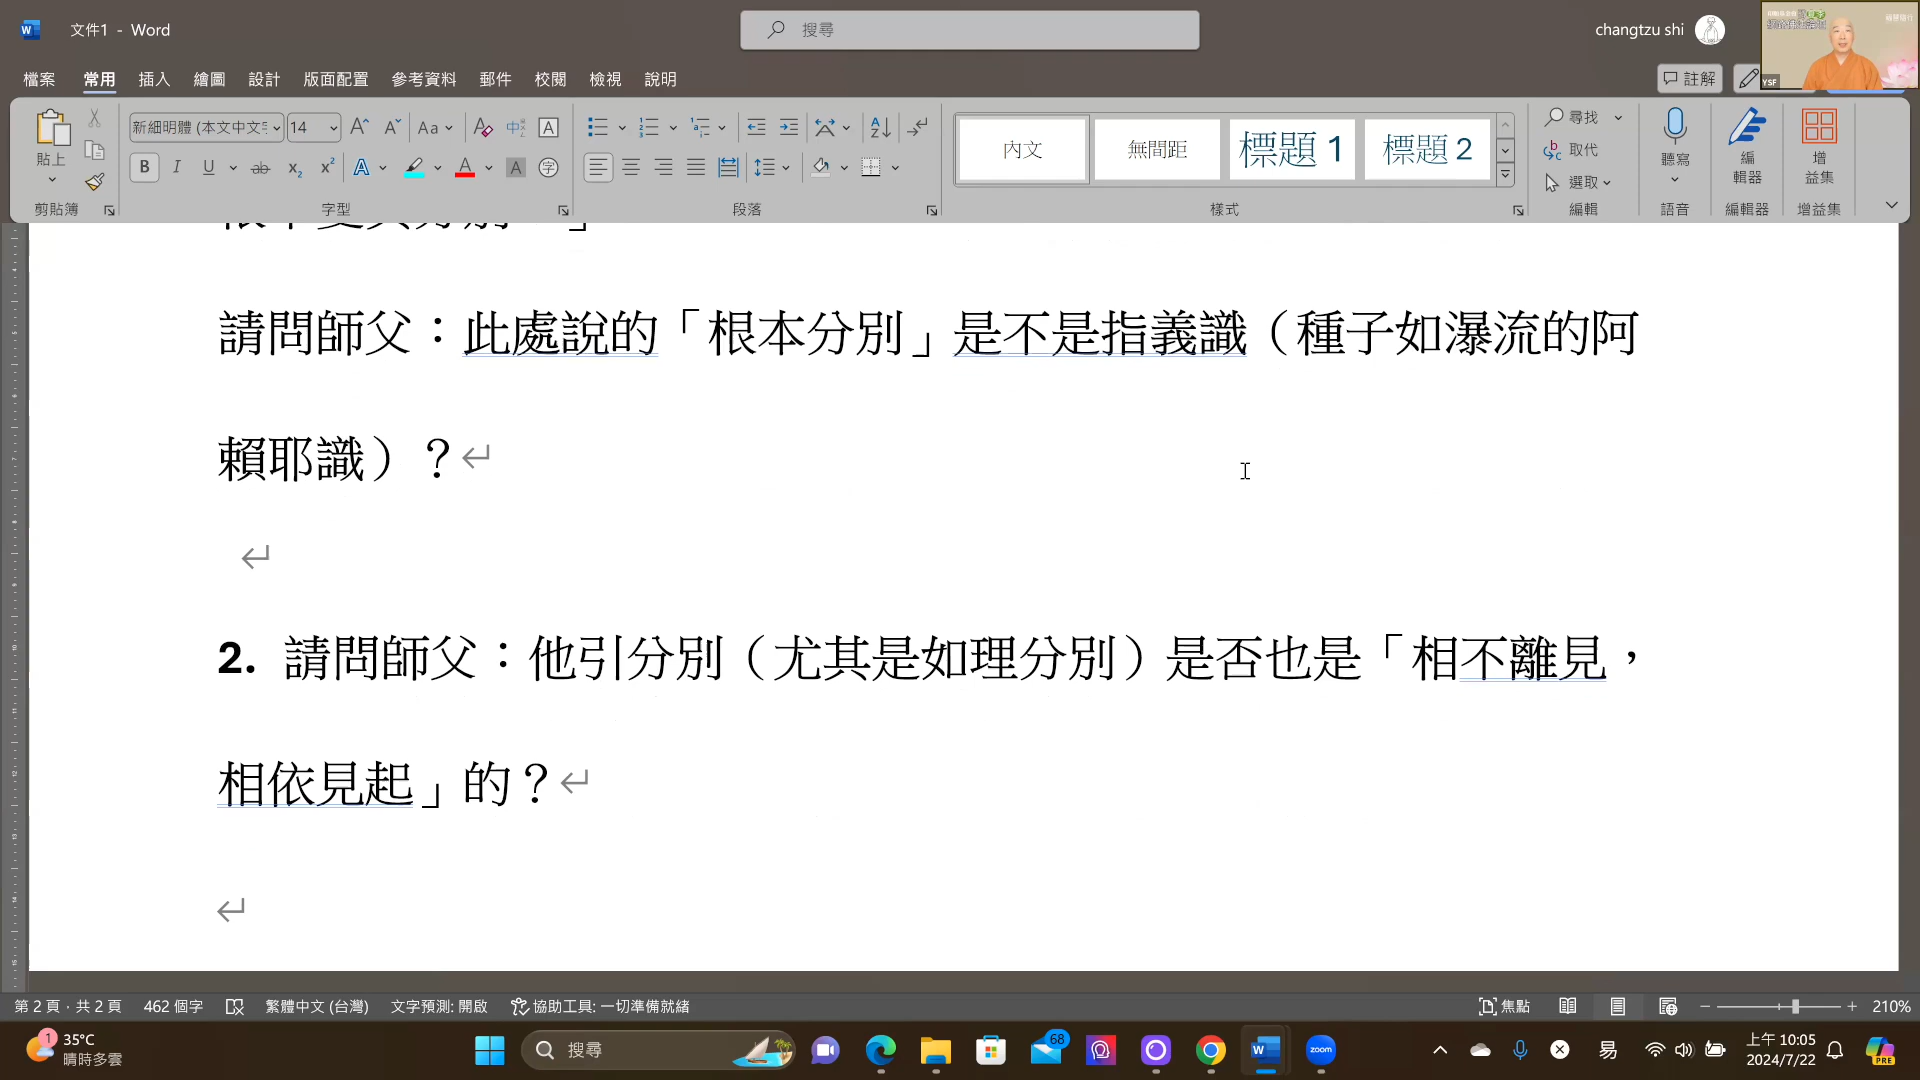 文件1 - Word
搜尋
changtzu shi
檔案 常用 插入 繪圖 設計 版面配置 參考資料 郵件 校閱 檢視 說明
註解
YSF
貼上
新細明體 (本文中文字
14
內文
無間距
標題 1
標題 2
尋找
取代
選取
聽寫
編輯器
增益集
剪貼簿 字型 段落 樣式 編輯 語音 編輯器 增益集
請問師父：此處說的「根本分別」是不是指義識（種子如瀑流的阿
賴耶識）？
2. 請問師父：他引分別（尤其是如理分別）是否也是「相不離見，
相依見起」的？
第 2 頁，共 2 頁 462 個字 繁體中文 (台灣) 文字預測: 開啟 協助工具: 一切準備就緒
焦點
210%
1
35°C
晴時多雲
搜尋
68
zoom
易
上午 10:05
2024/7/22
PRE